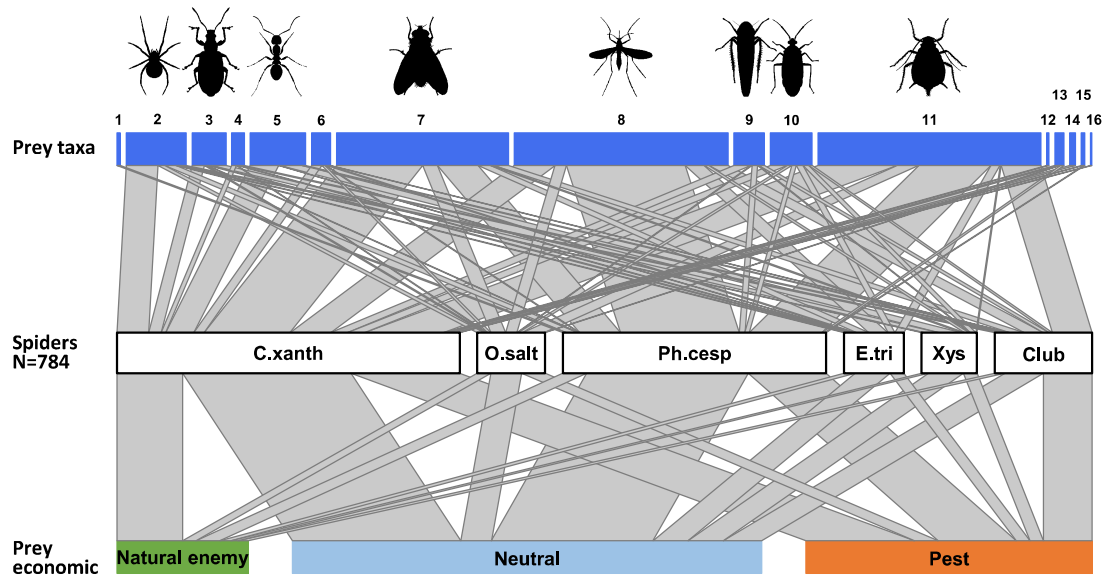 13 15
1 2 3 4 5 6 7 8 9 10 11 12 14 16
Prey taxa
Spiders
N=784
C.xanth O.salt Ph.cesp E.tri Xys Club
Prey
economic
Natural enemy Neutral Pest